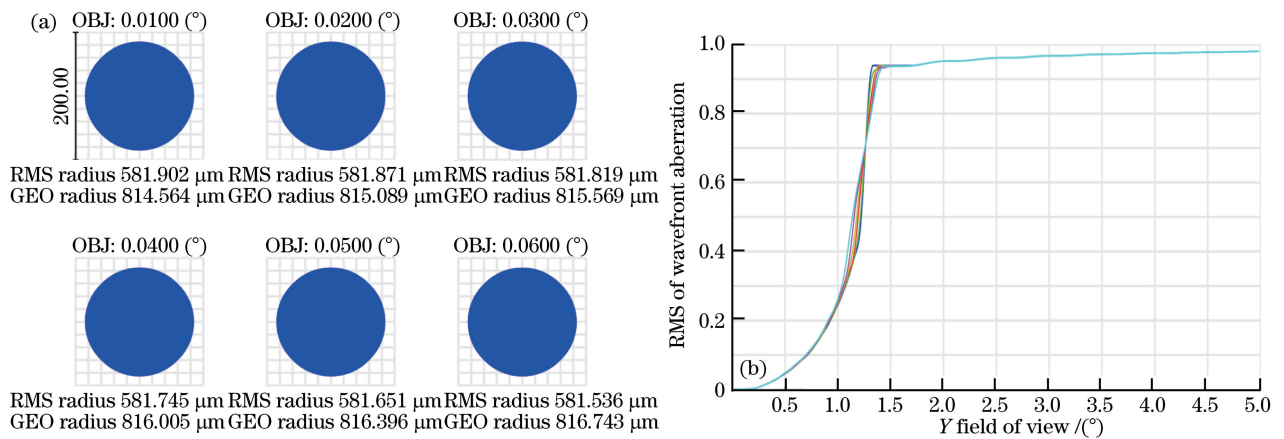 (a) OBJ: 0.0100 (°) OBJ: 0.0200 (°) OBJ: 0.0300 (°)
200.00
RMS radius 581.902 μm RMS radius 581.871 μm RMS radius 581.819 μm
GEO radius 814.564 μm GEO radius 815.089 μm GEO radius 815.569 μm
OBJ: 0.0400 (°) OBJ: 0.0500 (°) OBJ: 0.0600 (°)
RMS radius 581.745 μm RMS radius 581.651 μm RMS radius 581.536 μm
GEO radius 816.005 μm GEO radius 816.396 μm GEO radius 816.743 μm
RMS of wavefront aberration
1.0
0.8
0.6
0.4
0.2
0
(b)
0.5 1.0 1.5 2.0 2.5 3.0 3.5 4.0 4.5 5.0
Y field of view /(°)